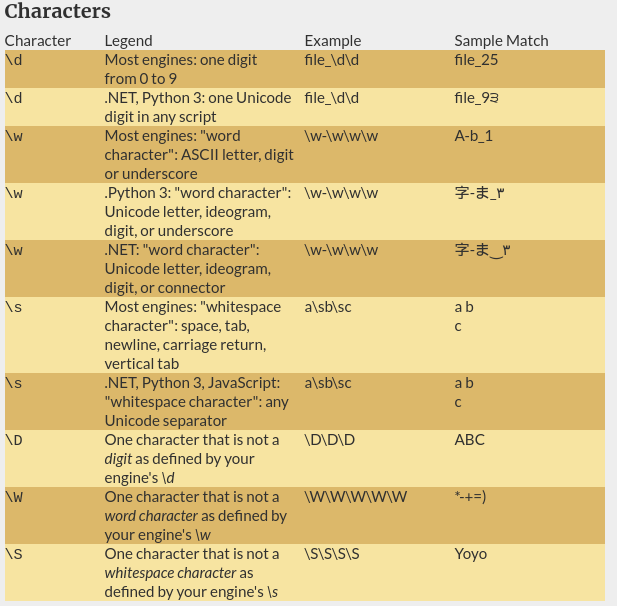 Characters
Character Legend Example Sample Match
\d Most engines: one digit file_\d\d file_25
from 0 to 9
\d .NET, Python 3: one Unicode file_\d\d file_9੩
digit in any script
\w Most engines: "word \w-\w\w\w A-b_1
character": ASCII letter, digit
or underscore
\w .Python 3: "word character": \w-\w\w\w 字-ま_۳
Unicode letter, ideogram,
digit, or underscore
\w .NET: "word character": \w-\w\w\w 字-ま‿۳
Unicode letter, ideogram,
digit, or connector
\s Most engines: "whitespace a\sb\sc a b
character": space, tab, c
newline, carriage return,
vertical tab
\s .NET, Python 3, JavaScript: a\sb\sc a b
"whitespace character": any c
Unicode separator
\D One character that is not a \D\D\D ABC
digit as defined by your
engine's \d
\W One character that is not a \W\W\W\W\W *-+=)
word character as defined by
your engine's \w
\S One character that is not a \S\S\S\S Yoyo
whitespace character as
defined by your engine's \s